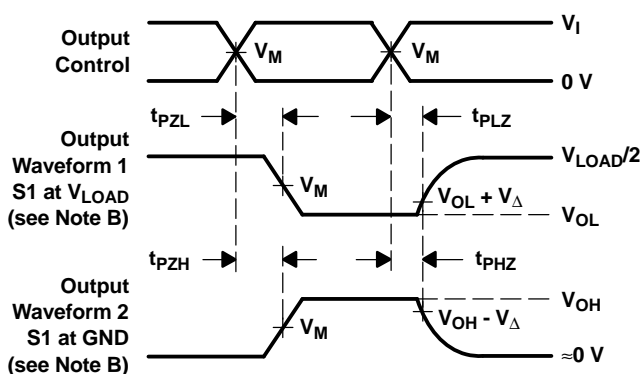 Output
Control
V_M
V_M
V_I
0 V
t_PZL
t_PLZ
Output
Waveform 1
S1 at V_LOAD
(see Note B)
V_M
V_LOAD/2
V_OL + V_Δ
V_OL
t_PZH
t_PHZ
Output
Waveform 2
S1 at GND
(see Note B)
V_M
V_OH
V_OH - V_Δ
≈0 V